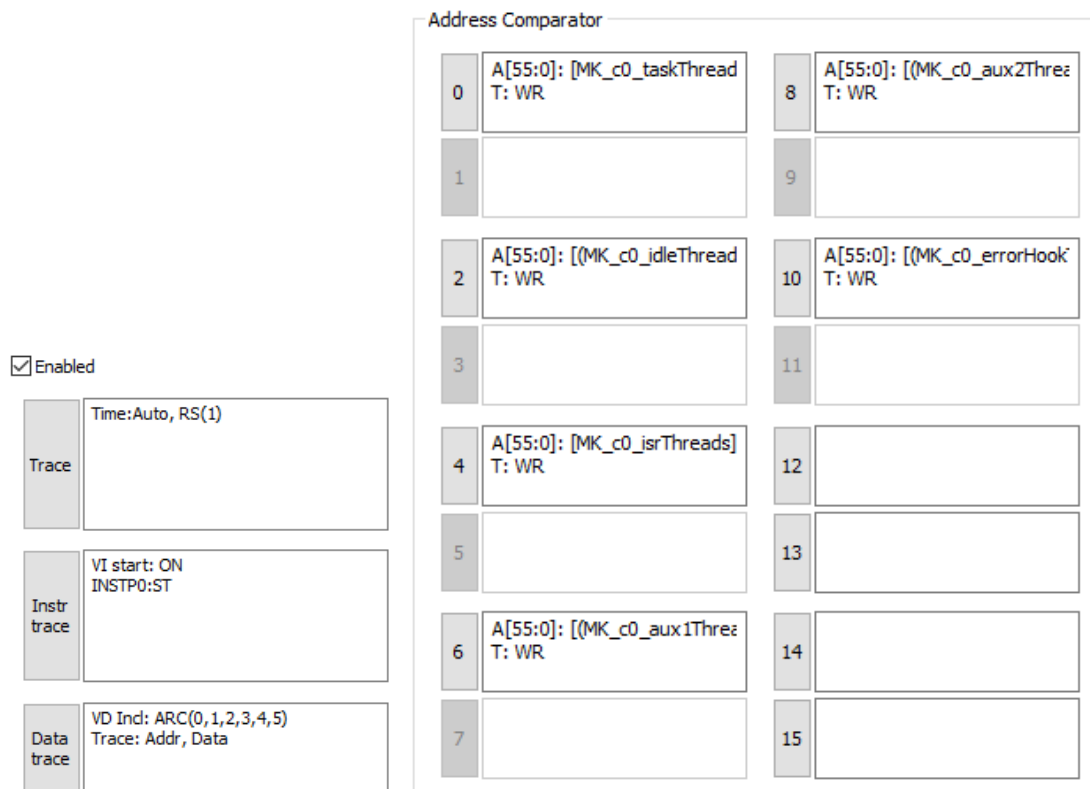 Address Comparator
0
A[55:0]: [MK_c0_taskThread
T: WR
8
A[55:0]: [(MK_c0_aux2Threa
T: WR
1
9
2
A[55:0]: [(MK_c0_idleThread
T: WR
10
A[55:0]: [(MK_c0_errorHook
T: WR
3
11
Enabled
Trace
Time:Auto, RS(1)
4
A[55:0]: [MK_c0_isrThreads]
T: WR
12
5
13
Instr
trace
VI start: ON
INSTP0:ST
6
A[55:0]: [(MK_c0_aux1Threa
T: WR
14
Data
trace
VD Incl: ARC(0,1,2,3,4,5)
Trace: Addr, Data
7
15